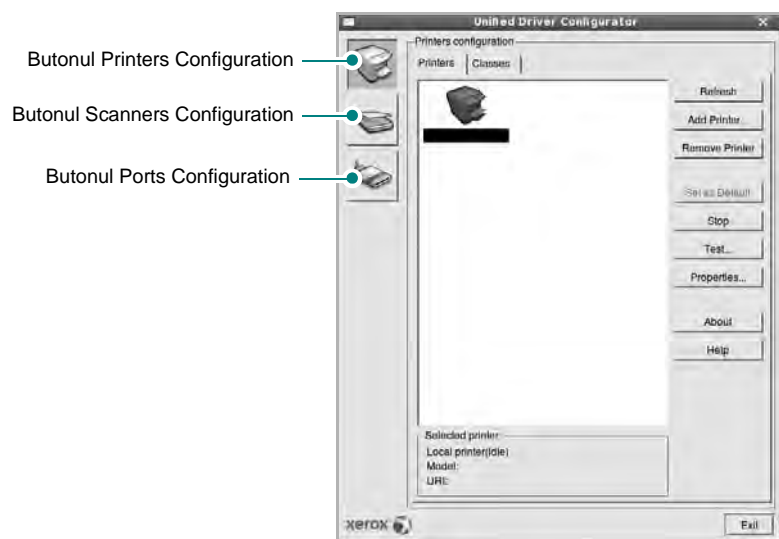 Unified Driver Configurator
Butonul Printers Configuration
Butonul Scanners Configuration
Butonul Ports Configuration
Printers configuration
Printers
Classes
Refresh
Add Printer...
Remove Printer
Set as Default
Stop
Test...
Properties...
About
Help
Selected printer:
Local printer(idle)
Model:
URI:
xerox
Exit